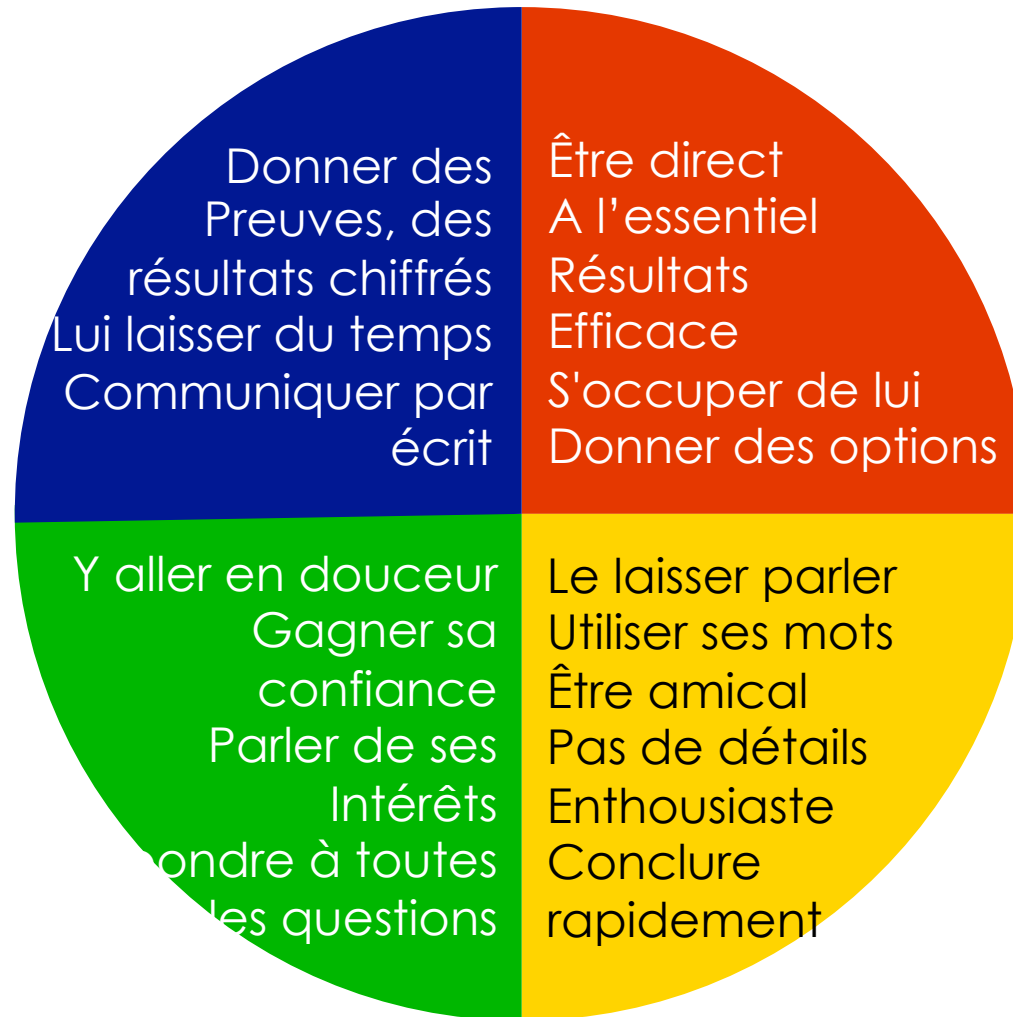 Donner des
Preuves, des
résultats chiffrés
Lui laisser du temps
Communiquer par
écrit
Être direct
A l’essentiel
Résultats
Efficace
S'occuper de lui
Donner des options
Y aller en douceur
Gagner sa
confiance
Parler de ses
Intérêts
à toutes
questions
Le laisser parler
Utiliser ses mots
Être amical
Pas de détails
Enthousiaste
Conclure
rapidement